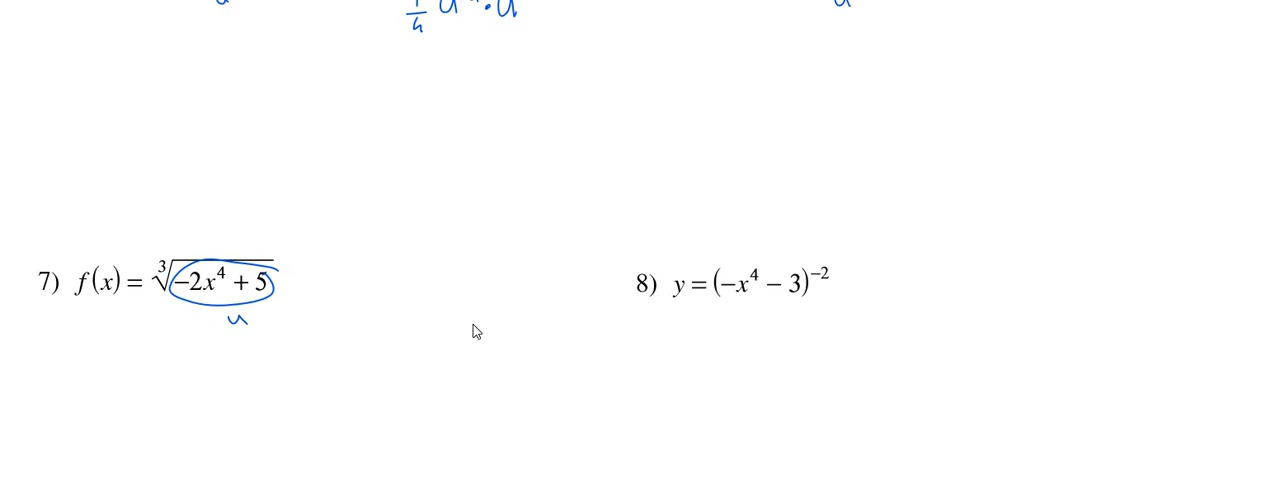 7) f(x) = ∛(−2x⁴ + 5)
u
8) y = (−x⁴ − 3)⁻²